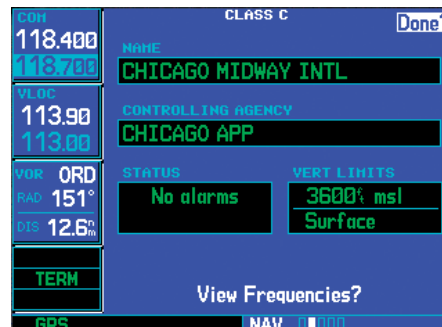 COM
118.400
118.700
VLOC
113.90
113.00
VOR ORD
RAD 151°
DIS 12.6nm
TERM
GPS
CLASS C
Done?
NAME
CHICAGO MIDWAY INTL
CONTROLLING AGENCY
CHICAGO APP
STATUS
No alarms
VERT LIMITS
3600ft msl
Surface
View Frequencies?
NAV